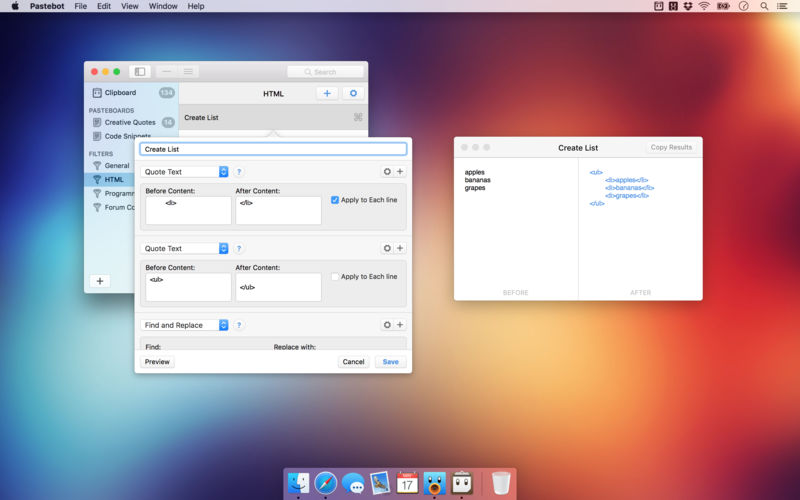 Pastebot File Edit View Window Help
Search
Clipboard 134
HTML
PASTEBOARDS
Creative Quotes 14
Code Snippets
FILTERS
General
HTML
Programm
Forum Co
Create List
Create List
Quote Text ?
Before Content: After Content:
<li> </li>
Apply to Each line
Quote Text ?
Before Content: After Content:
<ul>
</ul>
Apply to Each line
Find and Replace ?
Find: Replace with:
Preview Cancel Save
Create List Copy Results
apples
bananas
grapes
BEFORE
<ul>
<li>apples</li>
<li>bananas</li>
<li>grapes</li>
</ul>
AFTER
17